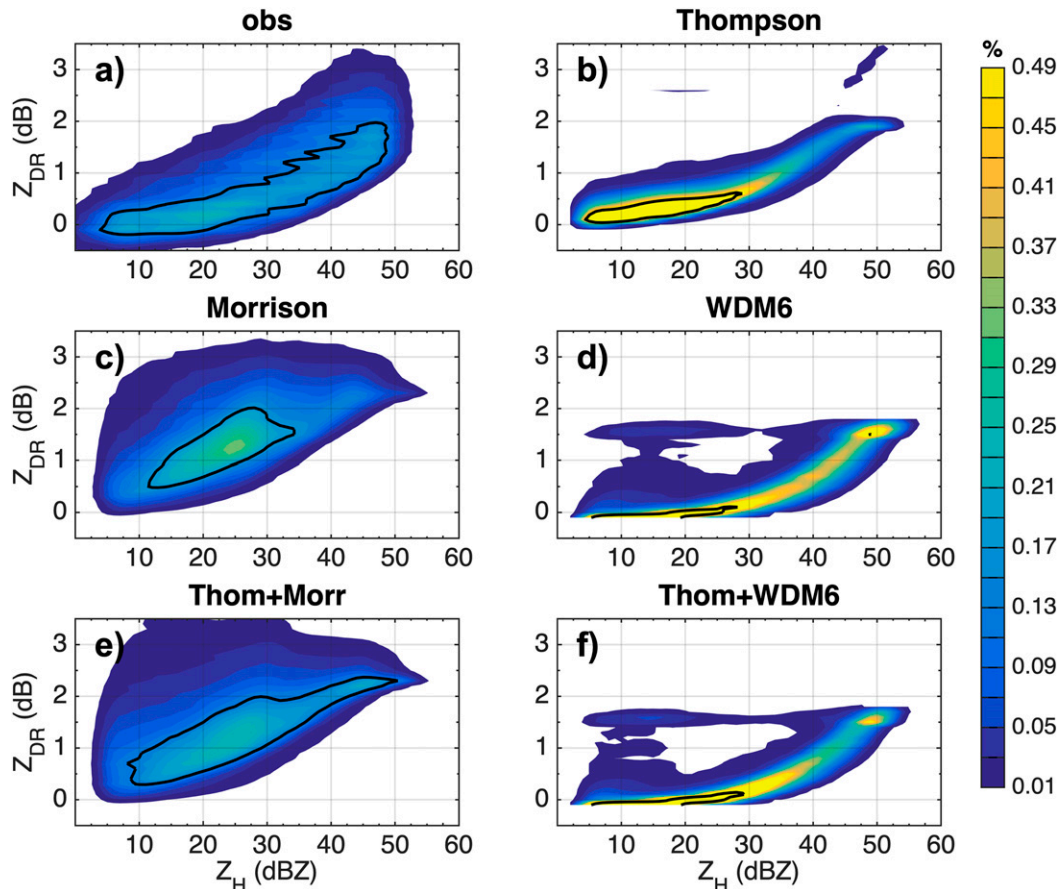 obs
Thompson
a)
b)
%
Z_DR (dB)
3
2
1
0
3
2
1
0
10 20 30 40 50 60
10 20 30 40 50 60
Morrison
WDM6
c)
d)
Z_DR (dB)
3
2
1
0
3
2
1
0
10 20 30 40 50 60
10 20 30 40 50 60
Thom+Morr
Thom+WDM6
e)
f)
Z_DR (dB)
3
2
1
0
3
2
1
0
10 20 30 40 50 60
10 20 30 40 50 60
Z_H (dBZ)
Z_H (dBZ)
0.49
0.45
0.41
0.37
0.33
0.29
0.25
0.21
0.17
0.13
0.09
0.05
0.01